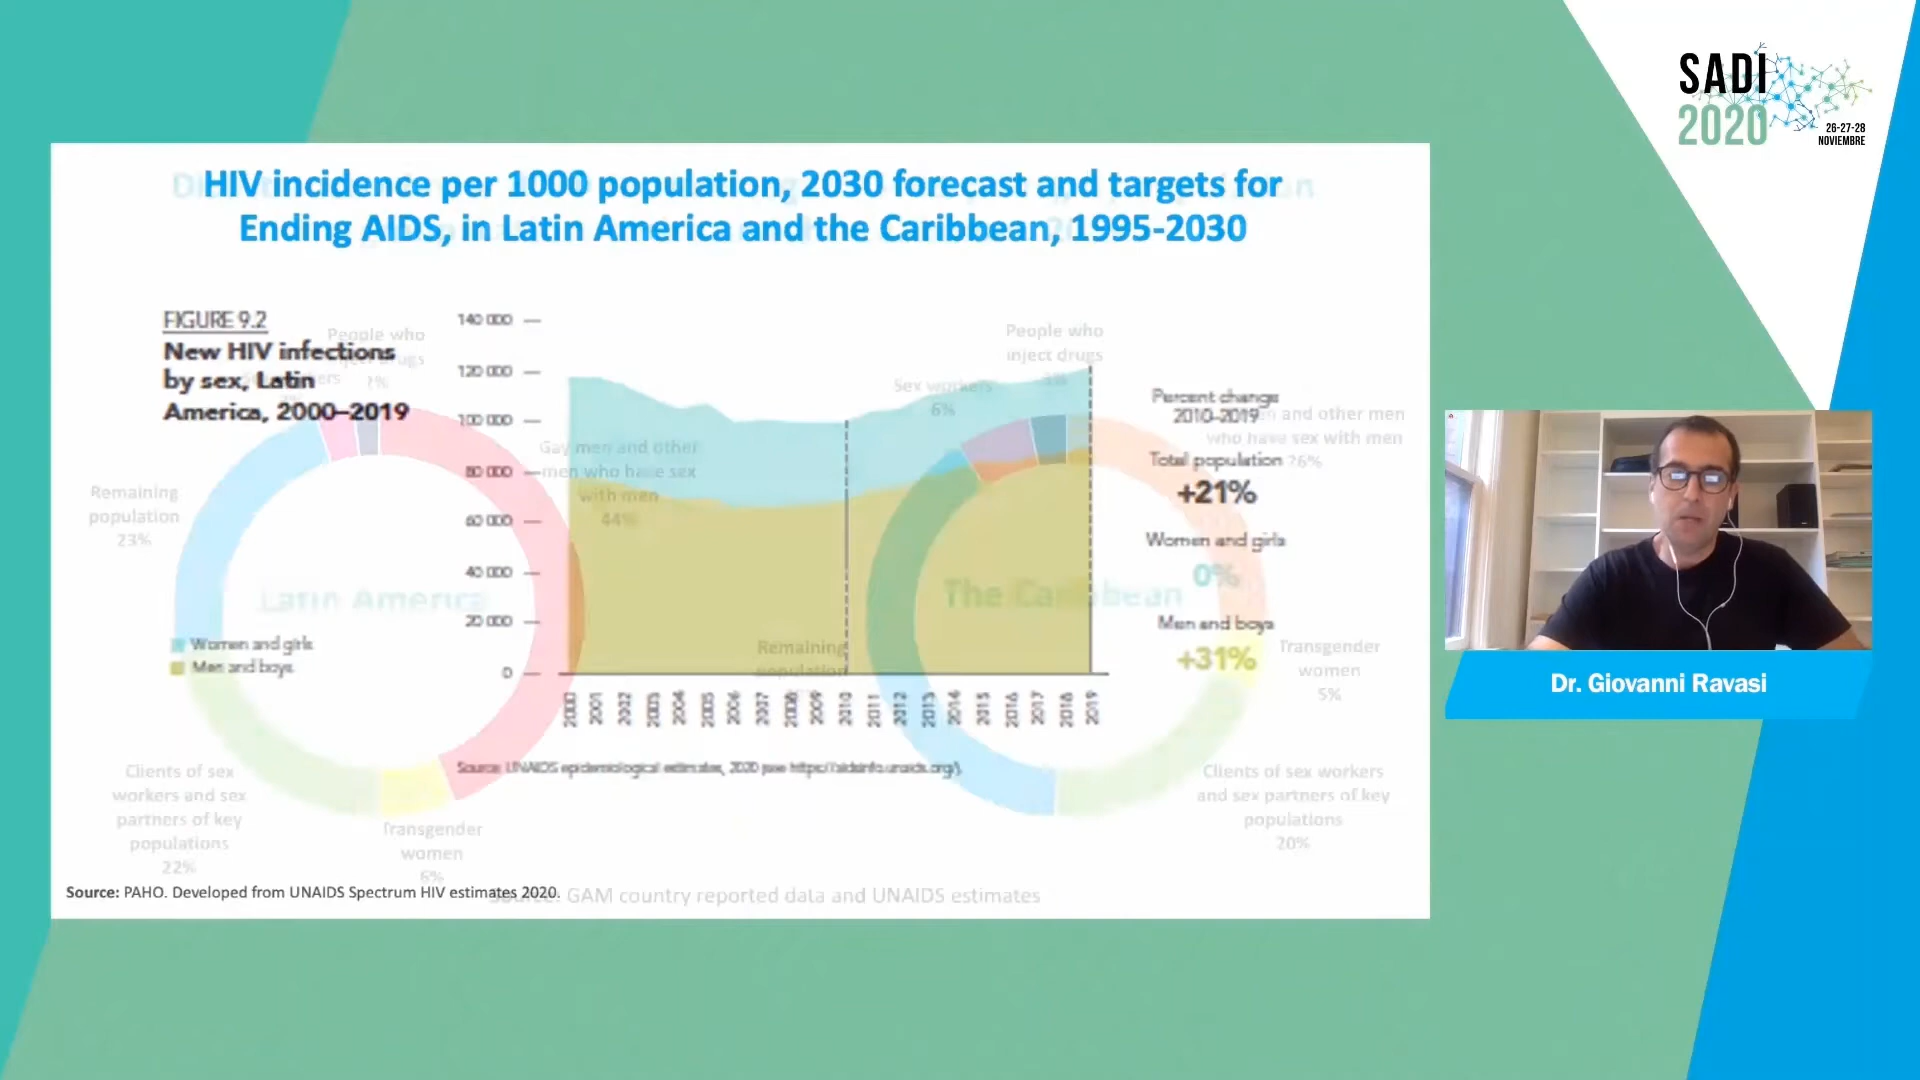 SADI
2020
26-27-28
NOVIEMBRE
HIV incidence per 1000 population, 2030 forecast and targets for
Ending AIDS, in Latin America and the Caribbean, 1995-2030
FIGURE 9.2
New HIV infections
by sex, Latin
America, 2000–2019
140 000
120 000
100 000
80 000
60 000
40 000
20 000
0
2000 2001 2002 2003 2004 2005 2006 2007 2008 2009 2010 2011 2012 2013 2014 2015 2016 2017 2018 2019
Women and girls
Men and boys
Percent change
2010–2019
Total population
+21%
Women and girls
0%
Men and boys
+31%
Source: UNAIDS epidemiological estimates, 2020 (see https://aidsinfo.unaids.org/).
People who
inject drugs
Gay men and other
men who have sex
with men
44%
Remaining
population
23%
Latin America
Clients of sex
workers and sex
partners of key
populations
22%
Transgender
women
6%
People who
inject drugs
Sex workers
6%
men and other men
who have sex with men
26%
The Caribbean
Remaining
population
Transgender
women
5%
Clients of sex workers
and sex partners of key
populations
20%
Source: PAHO. Developed from UNAIDS Spectrum HIV estimates 2020.
GAM country reported data and UNAIDS estimates
Dr. Giovanni Ravasi